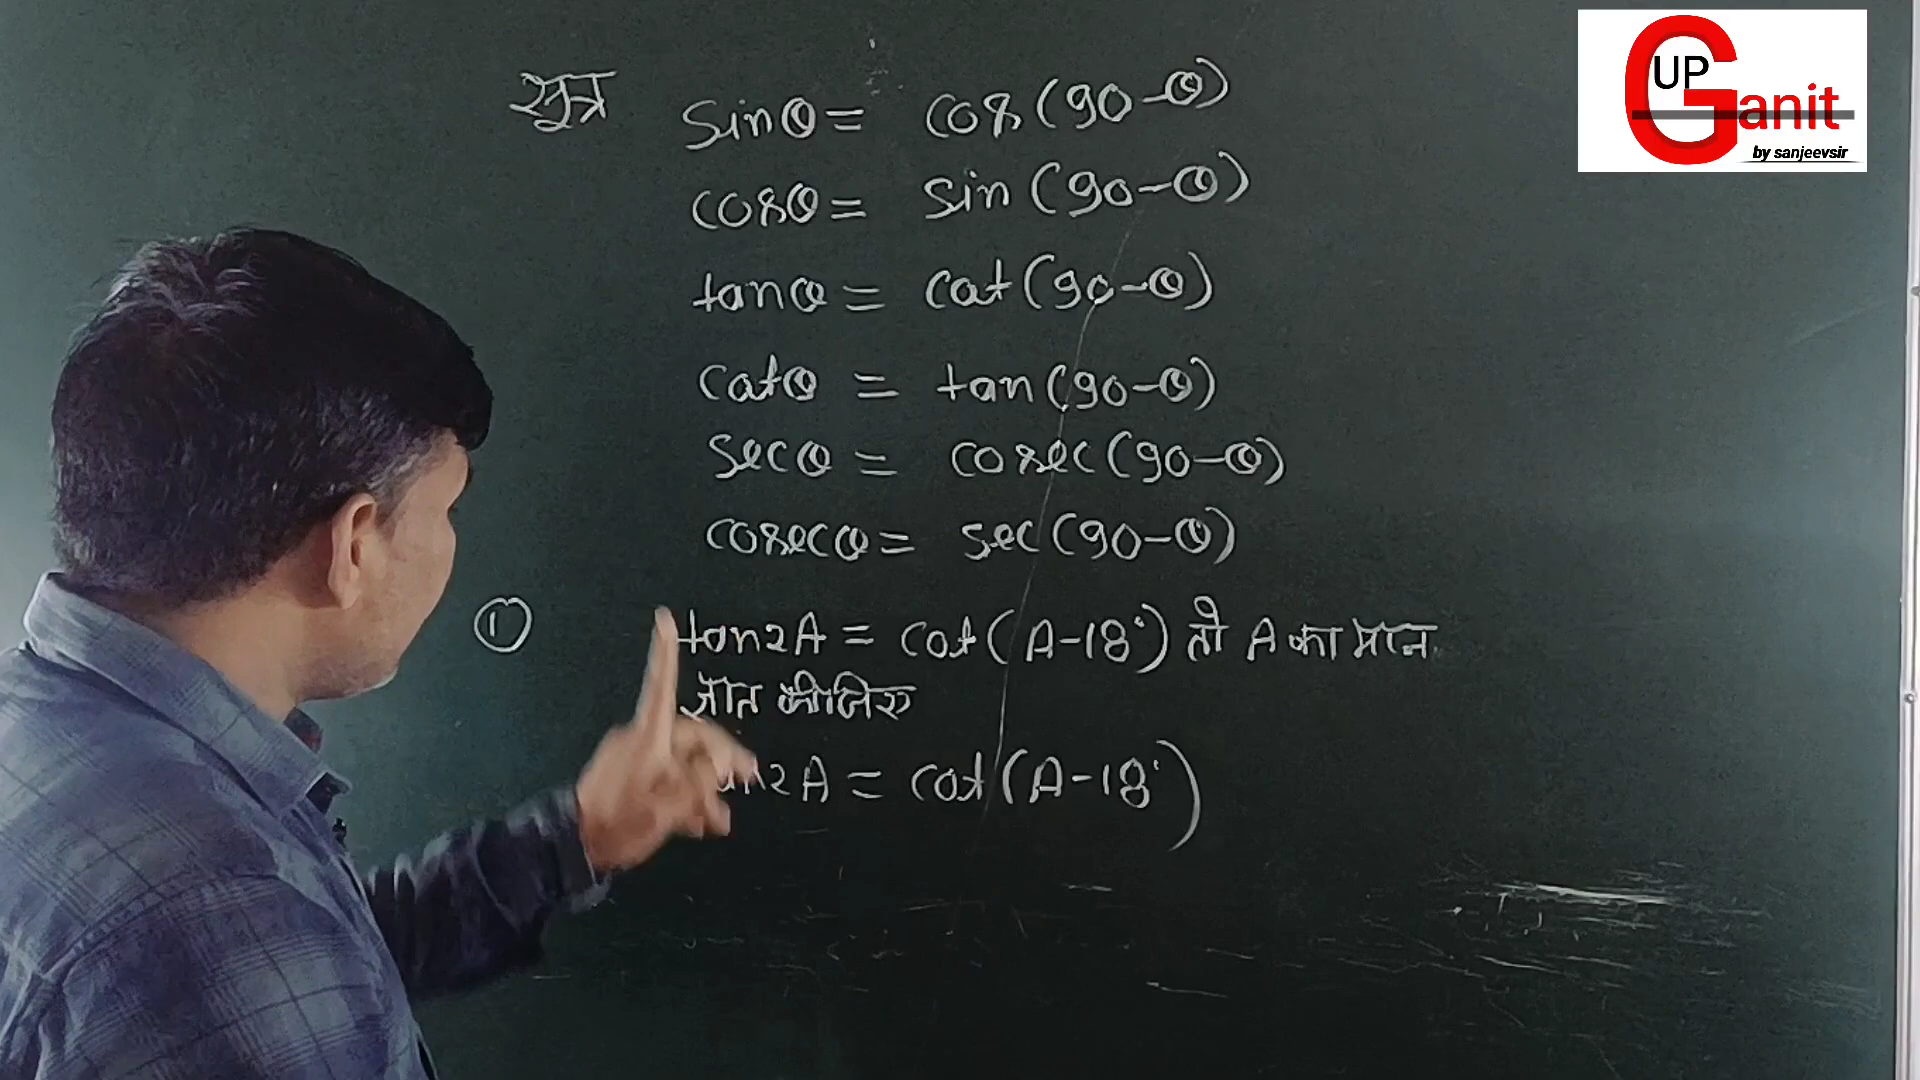 सूत्र sinθ = cos(90-θ)
cosθ = sin(90-θ)
tanθ = cot(90-θ)
cotθ = tan(90-θ)
secθ = cosec(90-θ)
cosecθ = sec(90-θ)
① tan2A = cot(A-18°) तो A का मान
ज्ञात कीजिए
tan2A = cot(A-18°)
UP
Ganit
by sanjeevsir